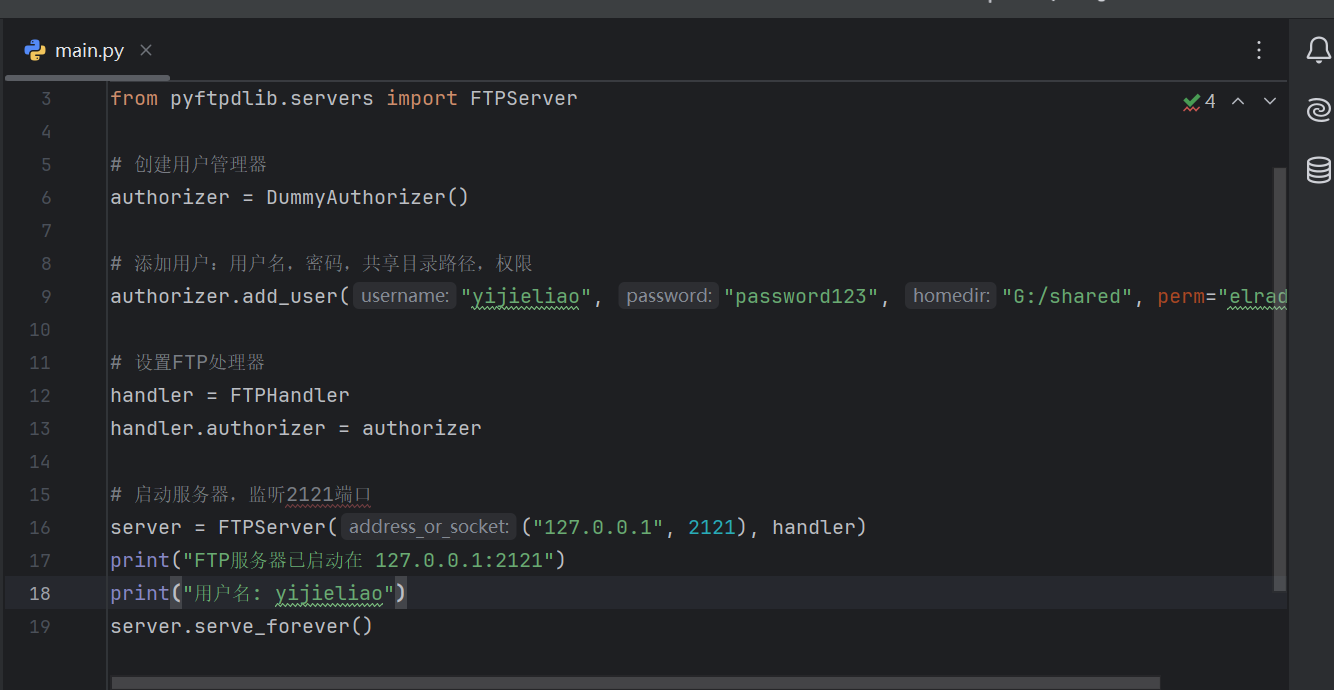 main.py
3 from pyftpdlib.servers import FTPServer
4
4
5 # 创建用户管理器
6 authorizer = DummyAuthorizer()
7
8 # 添加用户：用户名，密码，共享目录路径，权限
9 authorizer.add_user( username: "yijieliao", password: "password123", homedir: "G:/shared", perm="elrad
10
11 # 设置FTP处理器
12 handler = FTPHandler
13 handler.authorizer = authorizer
14
15 # 启动服务器，监听2121端口
16 server = FTPServer( address_or_socket: ("127.0.0.1", 2121), handler)
17 print("FTP服务器已启动在 127.0.0.1:2121")
18 print("用户名: yijieliao")
19 server.serve_forever()